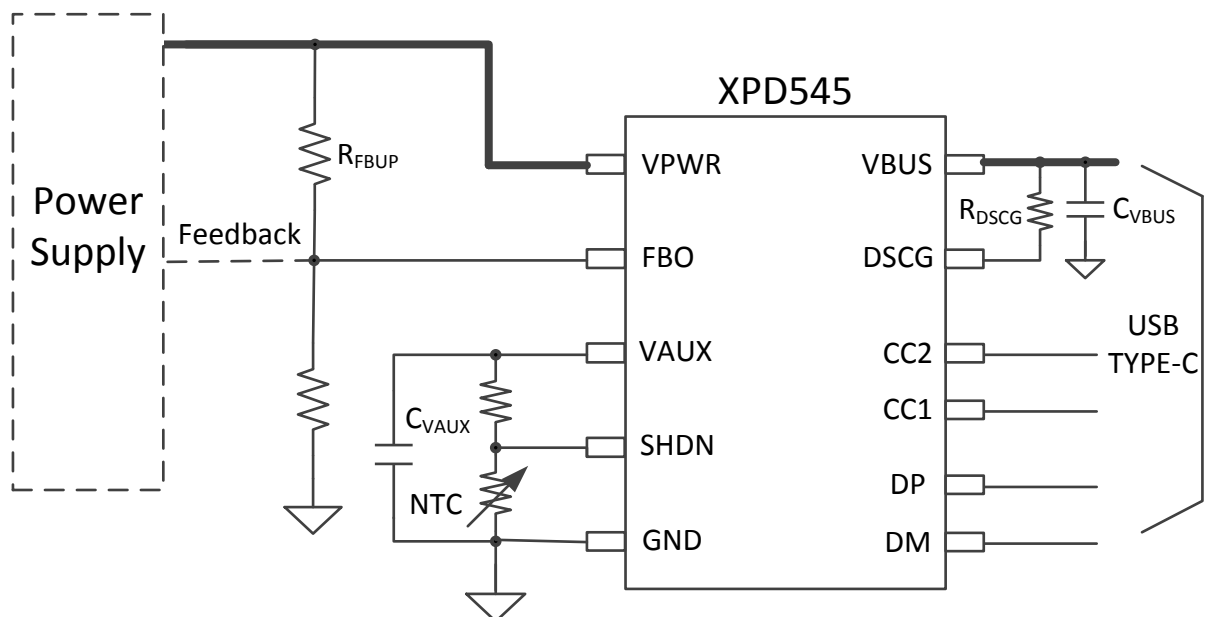 XPD545
Power
Supply
Feedback
RFBUP
VPWR
FBO
VAUX
SHDN
GND
CVAUX
NTC
VBUS
DSCG
CC2
CC1
DP
DM
RDSCG
CVBUS
USB
TYPE-C